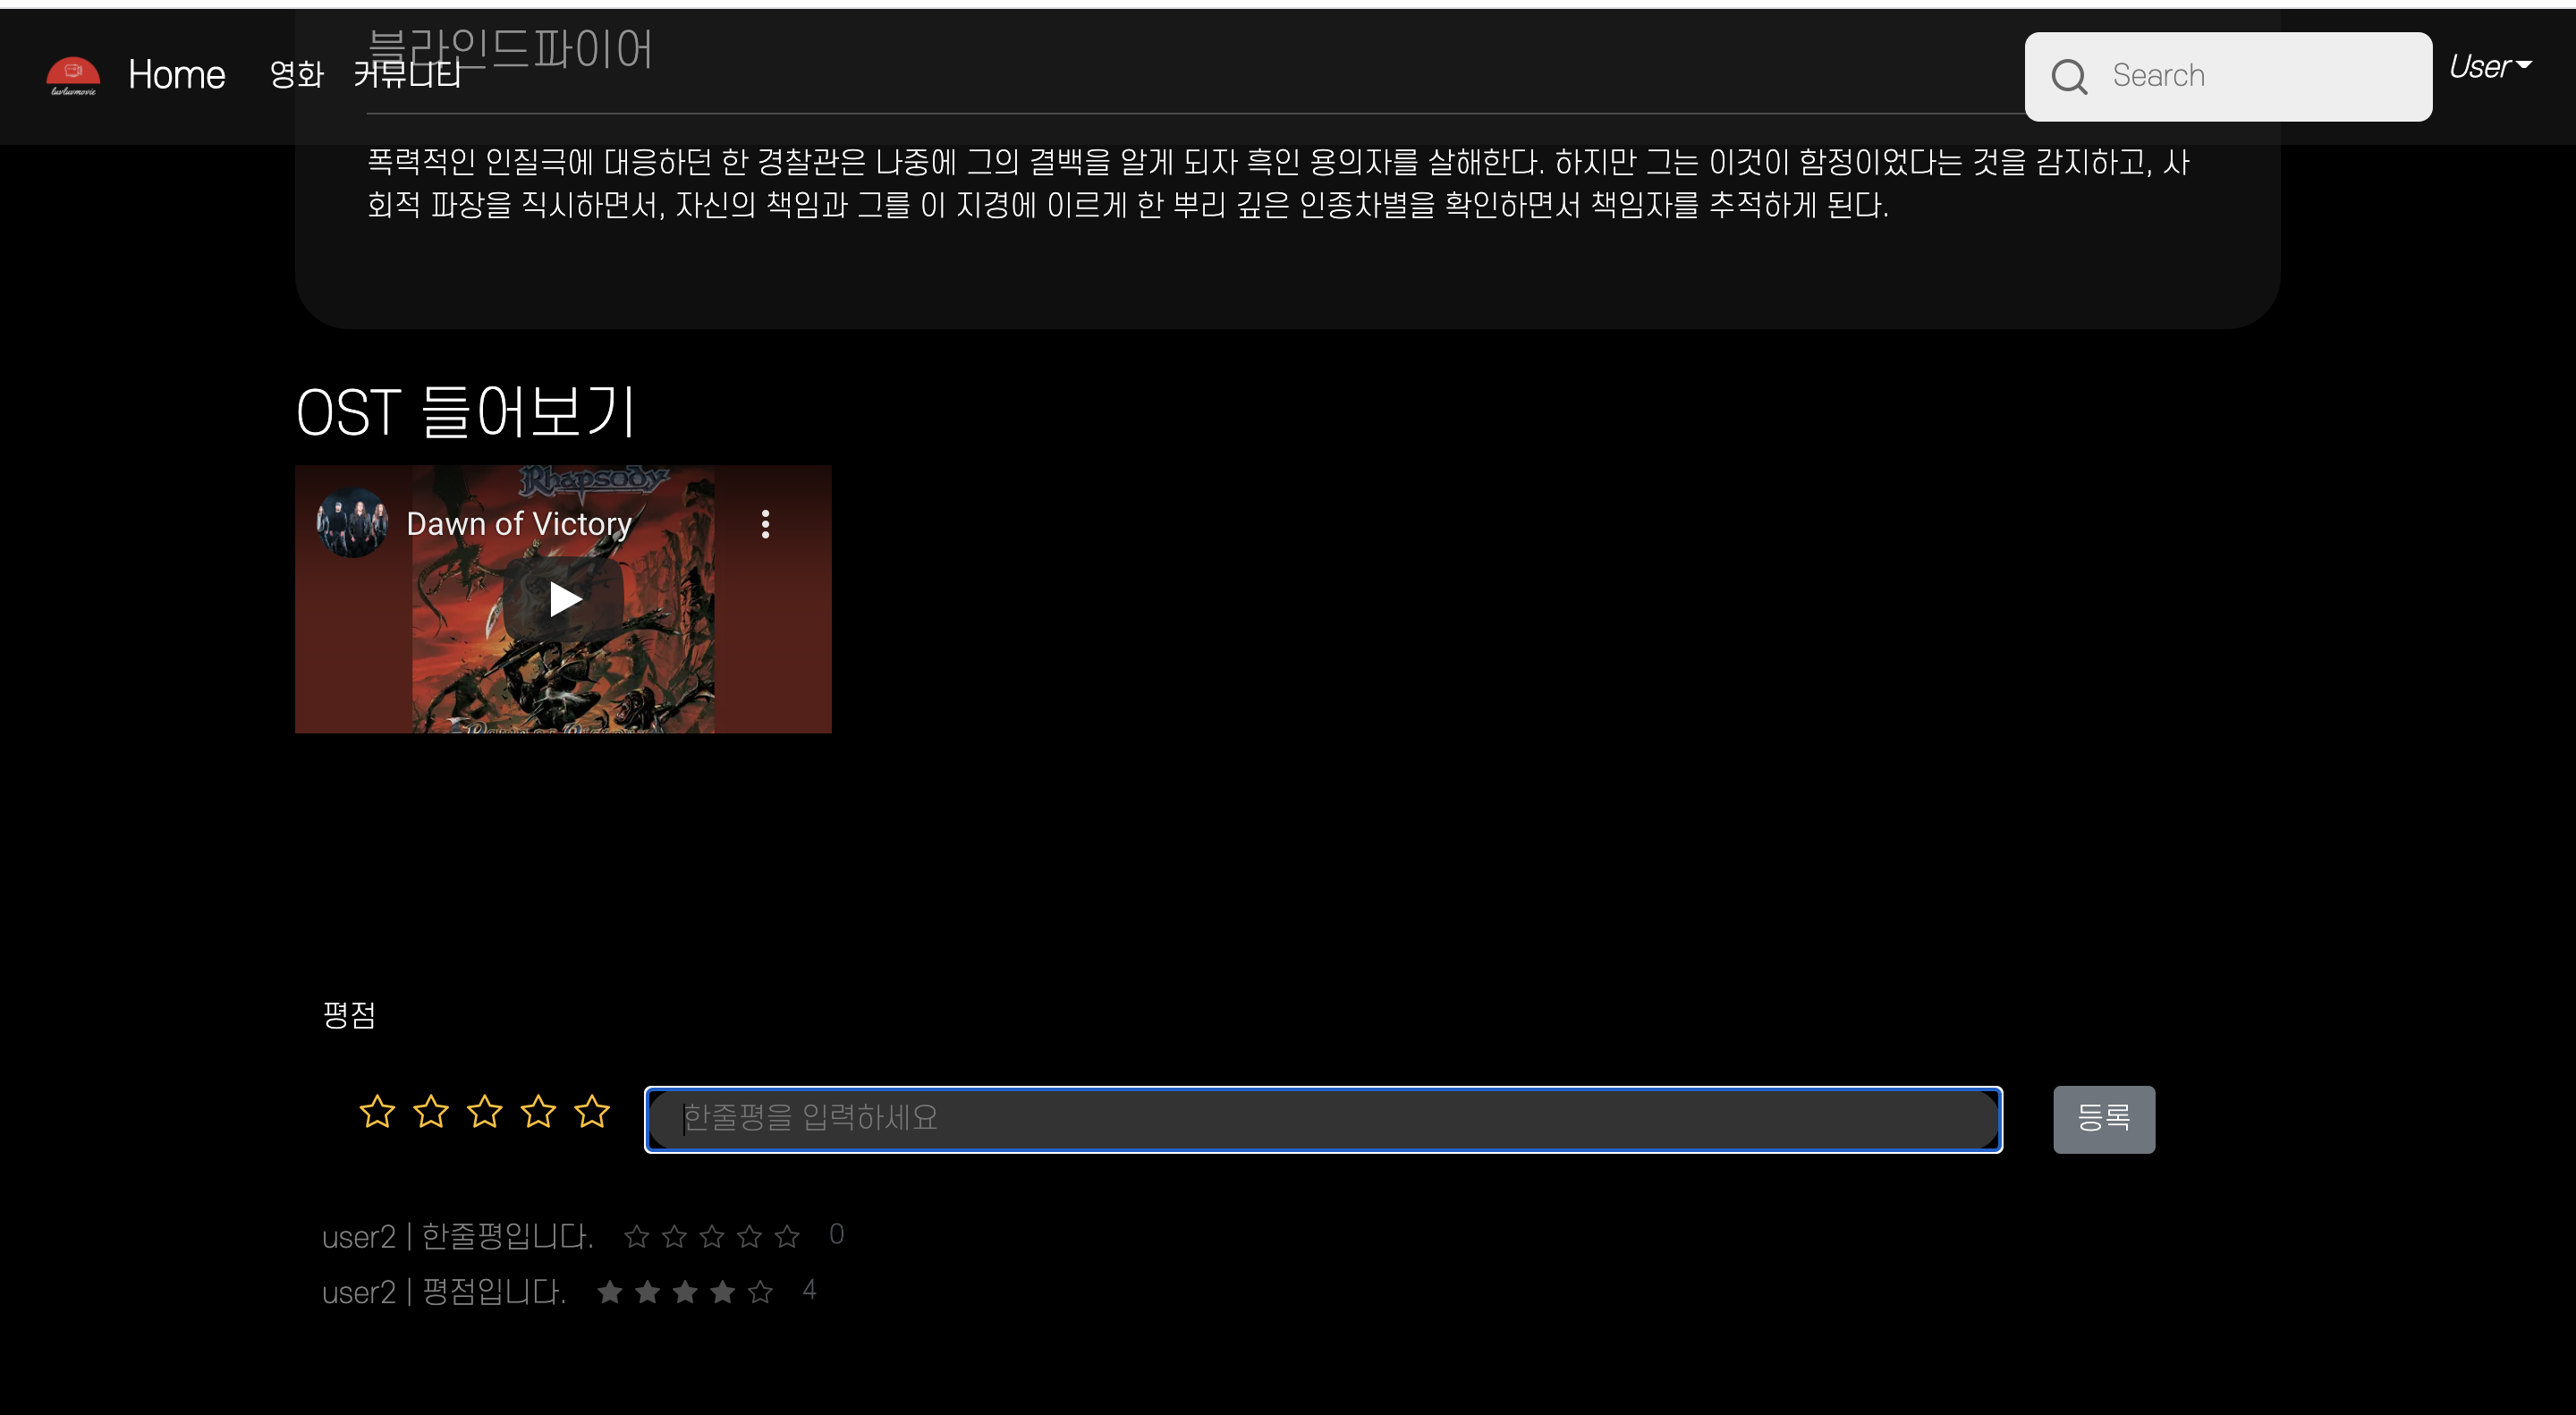 블라인드파이어
luvluvmovie
Home 영화 커뮤니티
Search
User
폭력적인 인질극에 대응하던 한 경찰관은 나중에 그의 결백을 알게 되자 흑인 용의자를 살해한다. 하지만 그는 이것이 함정이었다는 것을 감지하고, 사
회적 파장을 직시하면서, 자신의 책임과 그를 이 지경에 이르게 한 뿌리 깊은 인종차별을 확인하면서 책임자를 추적하게 된다.
OST 들어보기
Rhapsody
Dawn of Victory
평점
한줄평을 입력하세요
등록
user2 | 한줄평입니다. 0
user2 | 평점입니다. 4